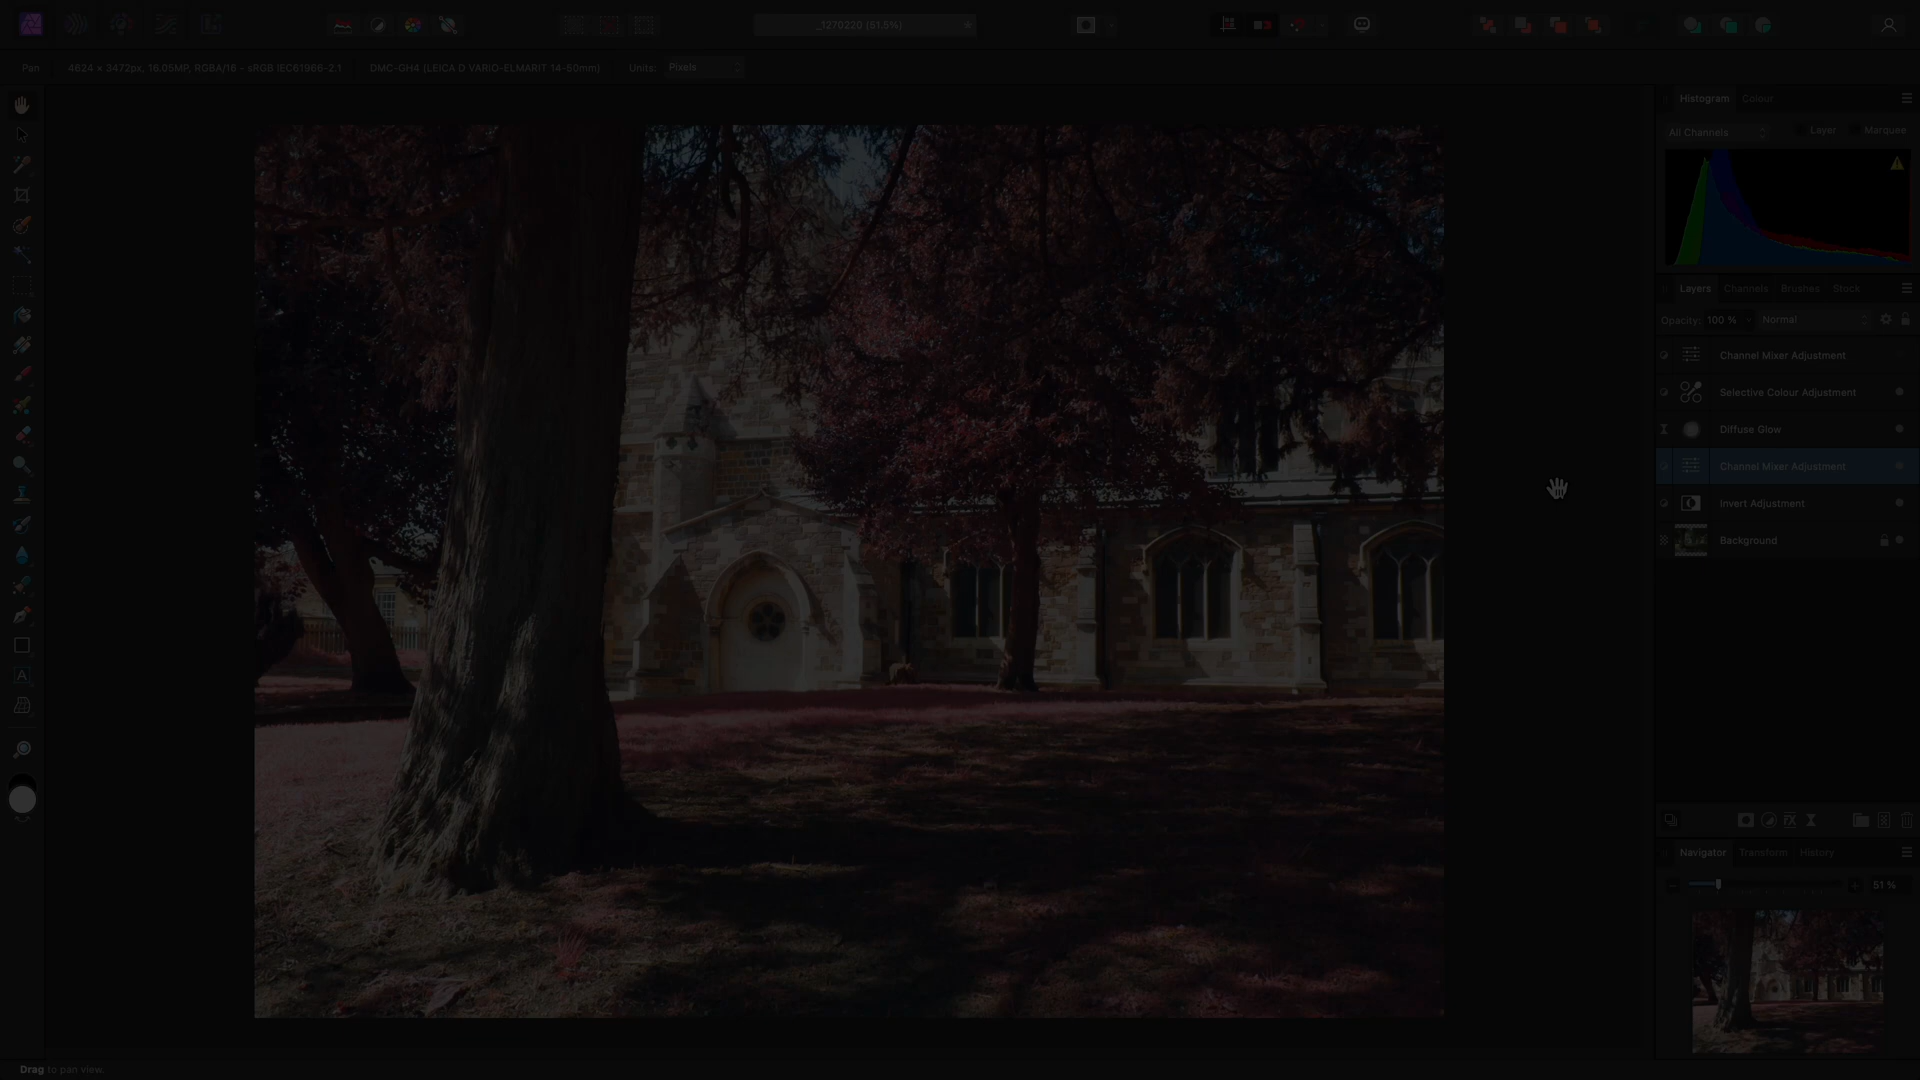 _1270220 (51.5%)
Pan
4624 × 3472px, 16.05MP, RGBA/16 - sRGB IEC61966-2.1
DMC-GH4 (LEICA D VARIO-ELMARIT 14-50mm)
Units: Pixels
Histogram
Colour
All Channels
Layer
Marquee
Layers
Channels
Brushes
Stock
Opacity: 100 %
Normal
Channel Mixer Adjustment
Selective Colour Adjustment
Diffuse Glow
Channel Mixer Adjustment
Invert Adjustment
Background
Navigator
Transform
History
51 %
Drag to pan view.